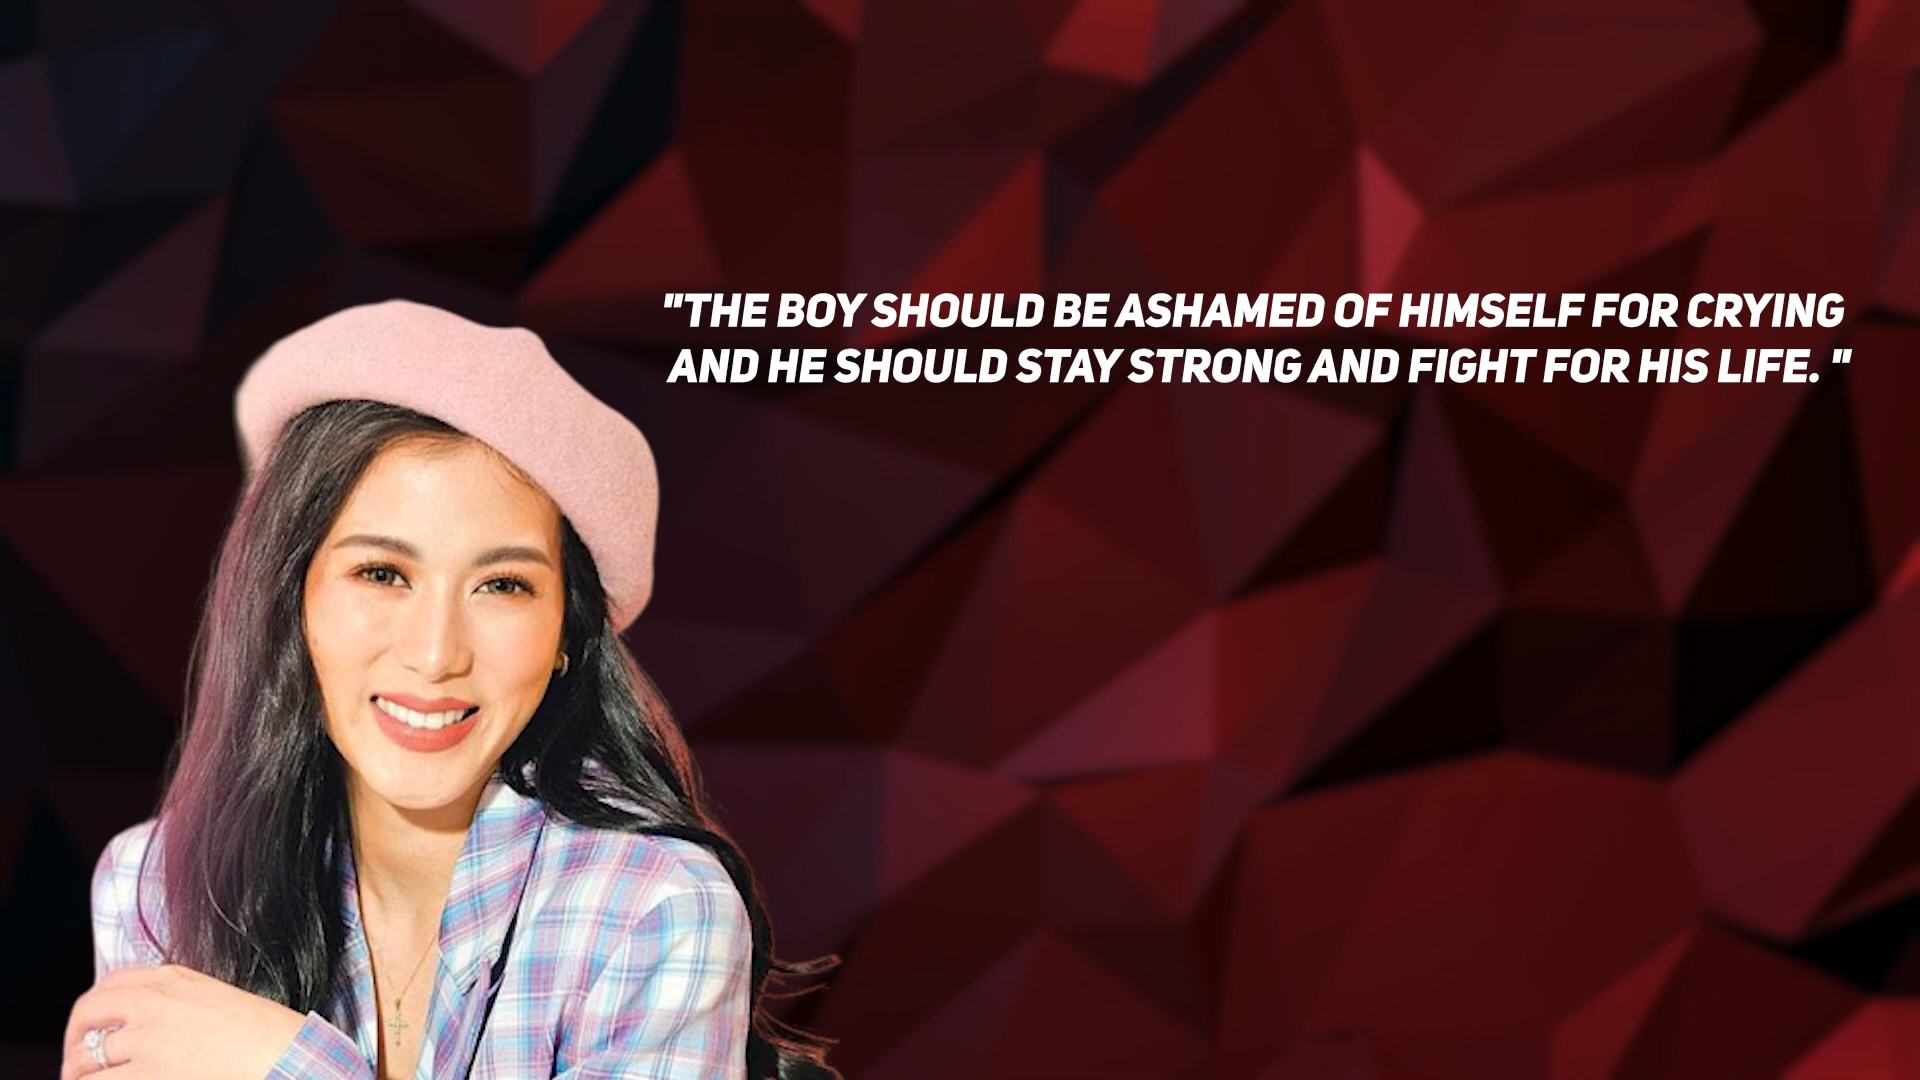 "THE BOY SHOULD BE ASHAMED OF HIMSELF FOR CRYING
AND HE SHOULD STAY STRONG AND FIGHT FOR HIS LIFE. "